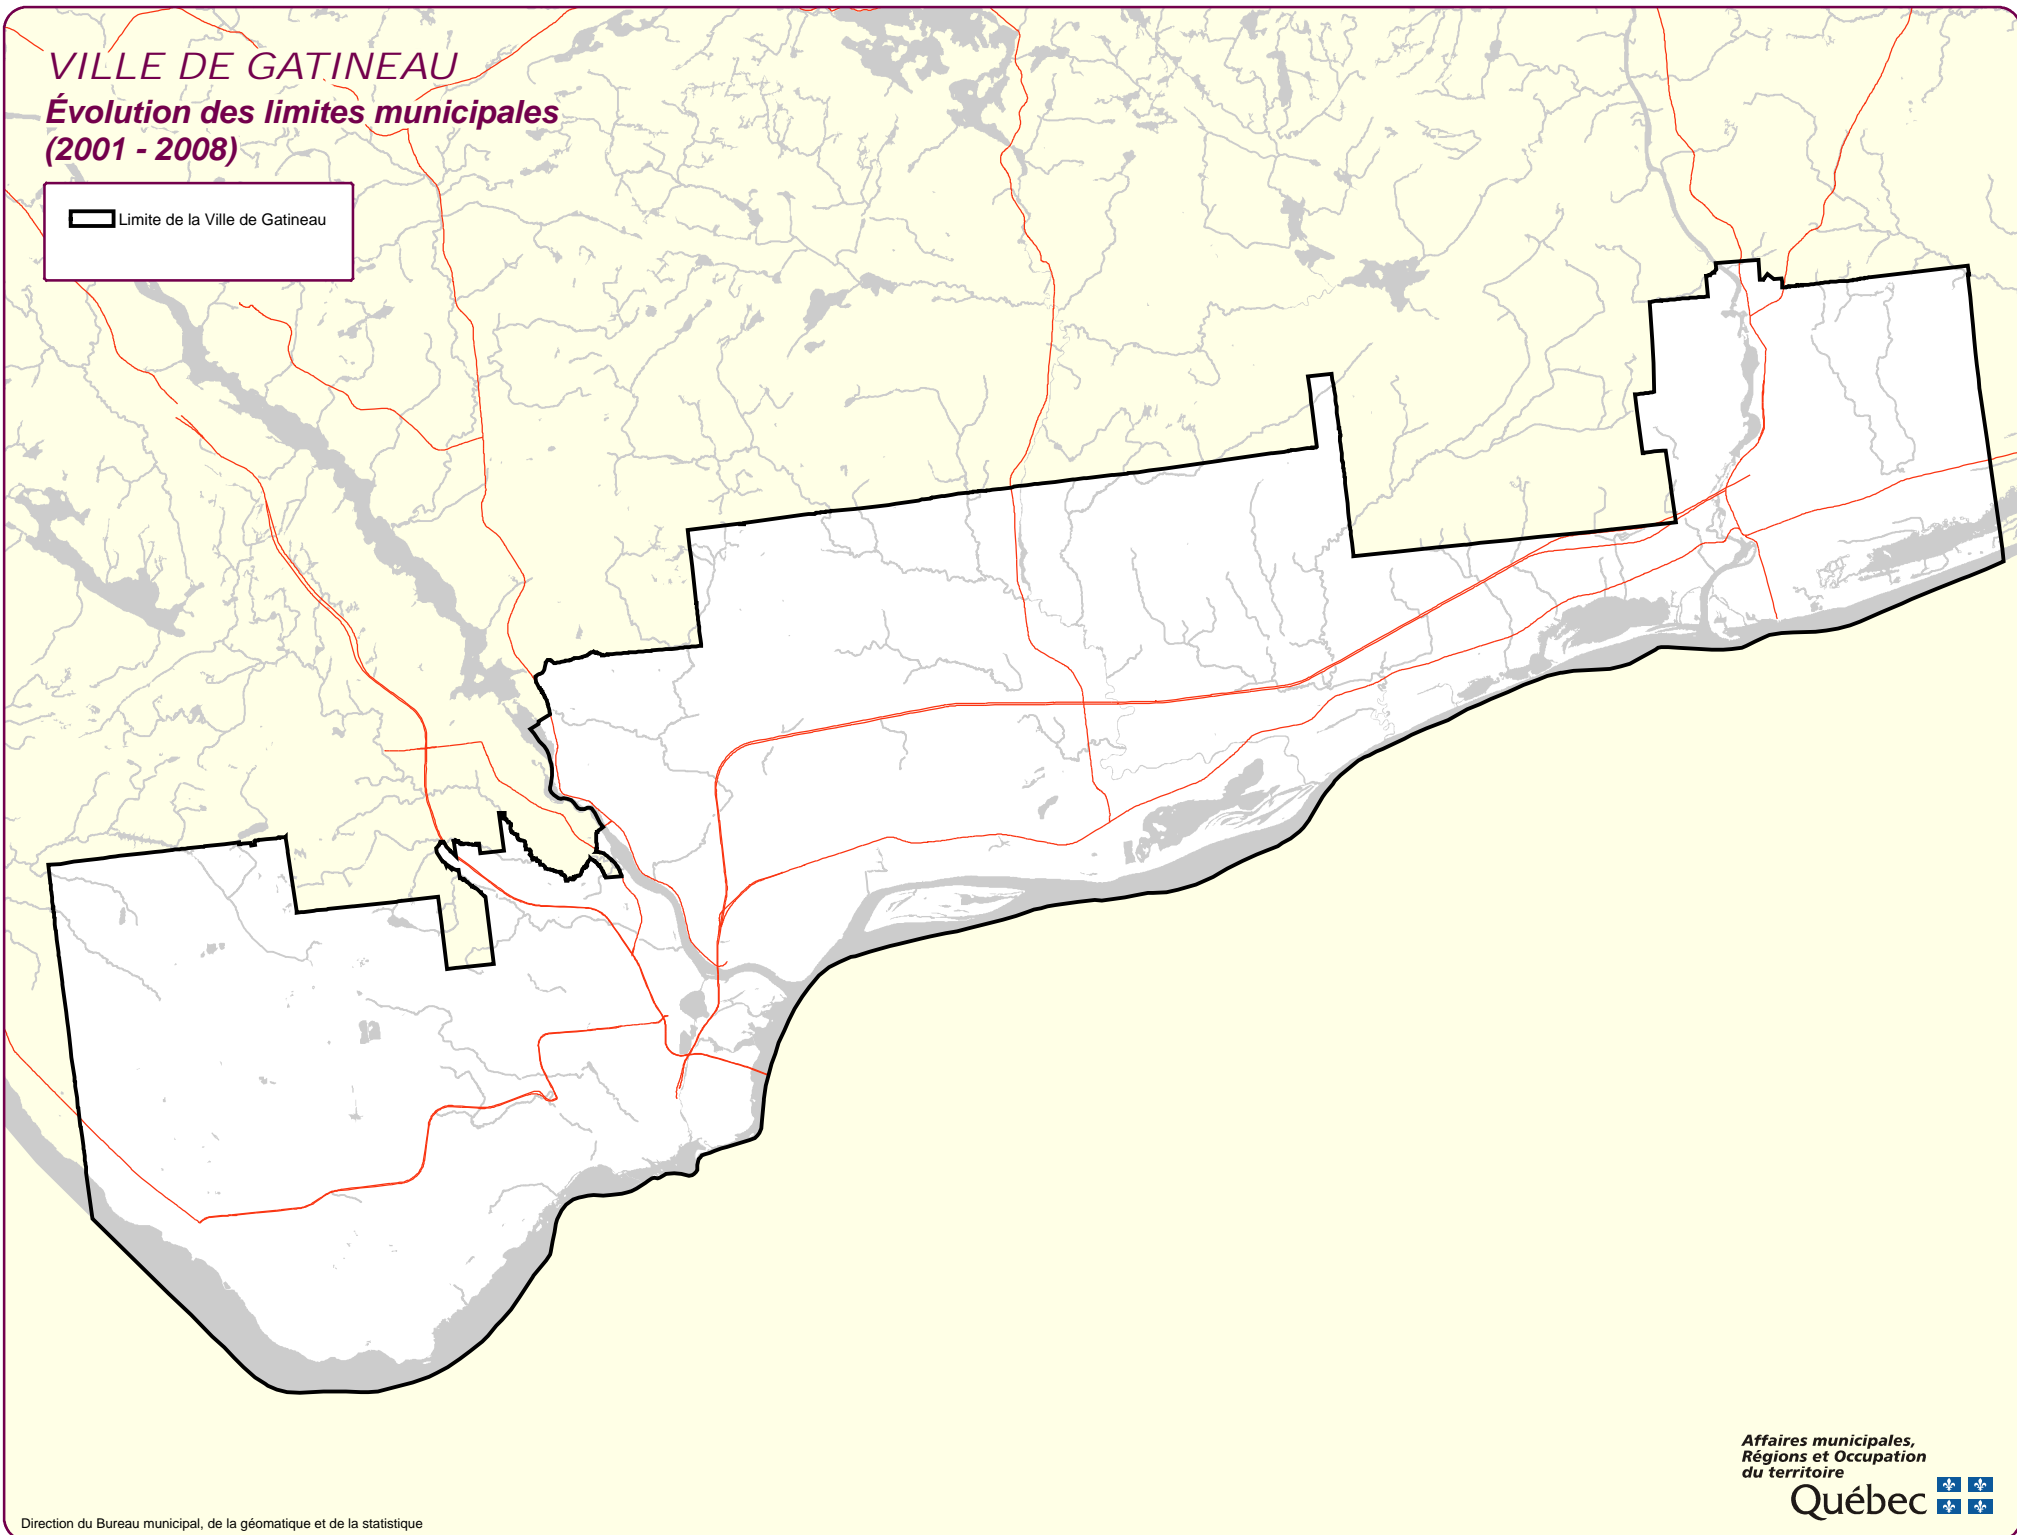 VILLE DE GATINEAU
Évolution des limites municipales
(2001 - 2008)
Limite de la Ville de Gatineau
Affaires municipales,
Régions et Occupation
du territoire
Québec
Direction du Bureau municipal, de la géomatique et de la statistique